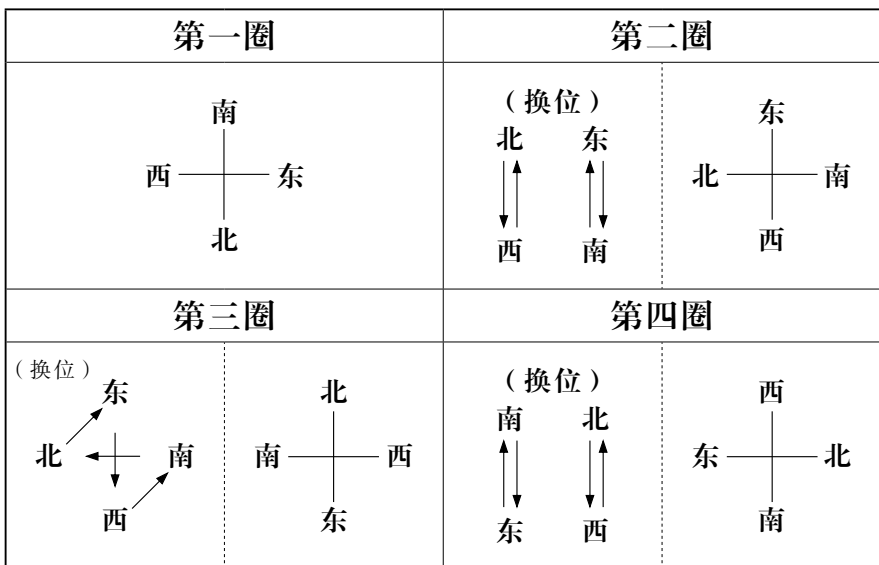 第一圈
南
西 东
北
第二圈
（换位）
北 东
西 南
东
北 南
西
第三圈
（换位）
东
北 南
西
北
南 西
东
第四圈
（换位）
南 北
东 西
西
东 北
南